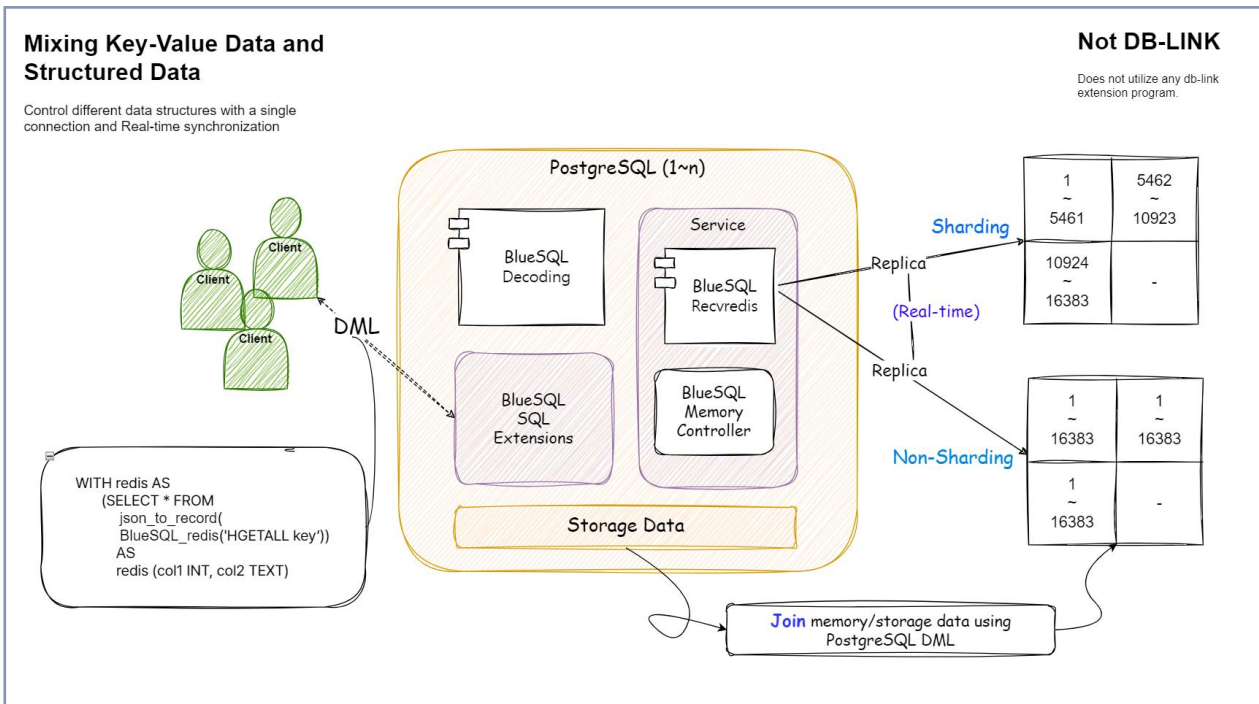 Mixing Key-Value Data and
Structured Data
Control different data structures with a single
connection and Real-time synchronization
Not DB-LINK
Does not utilize any db-link
extension program.
Client
Client
Client
DML
WITH redis AS
(SELECT * FROM
json_to_record(
BlueSQL_redis('HGETALL key'))
AS
redis (col1 INT, col2 TEXT)
PostgreSQL (1~n)
BlueSQL
Decoding
BlueSQL
SQL
Extensions
Service
BlueSQL
Recvredis
BlueSQL
Memory
Controller
Storage Data
Replica
(Real-time)
Replica
Sharding
1
~
5461
5462
~
10923
10924
~
16383
-
Non-Sharding
1
~
16383
1
~
16383
1
~
16383
-
Join memory/storage data using
PostgreSQL DML